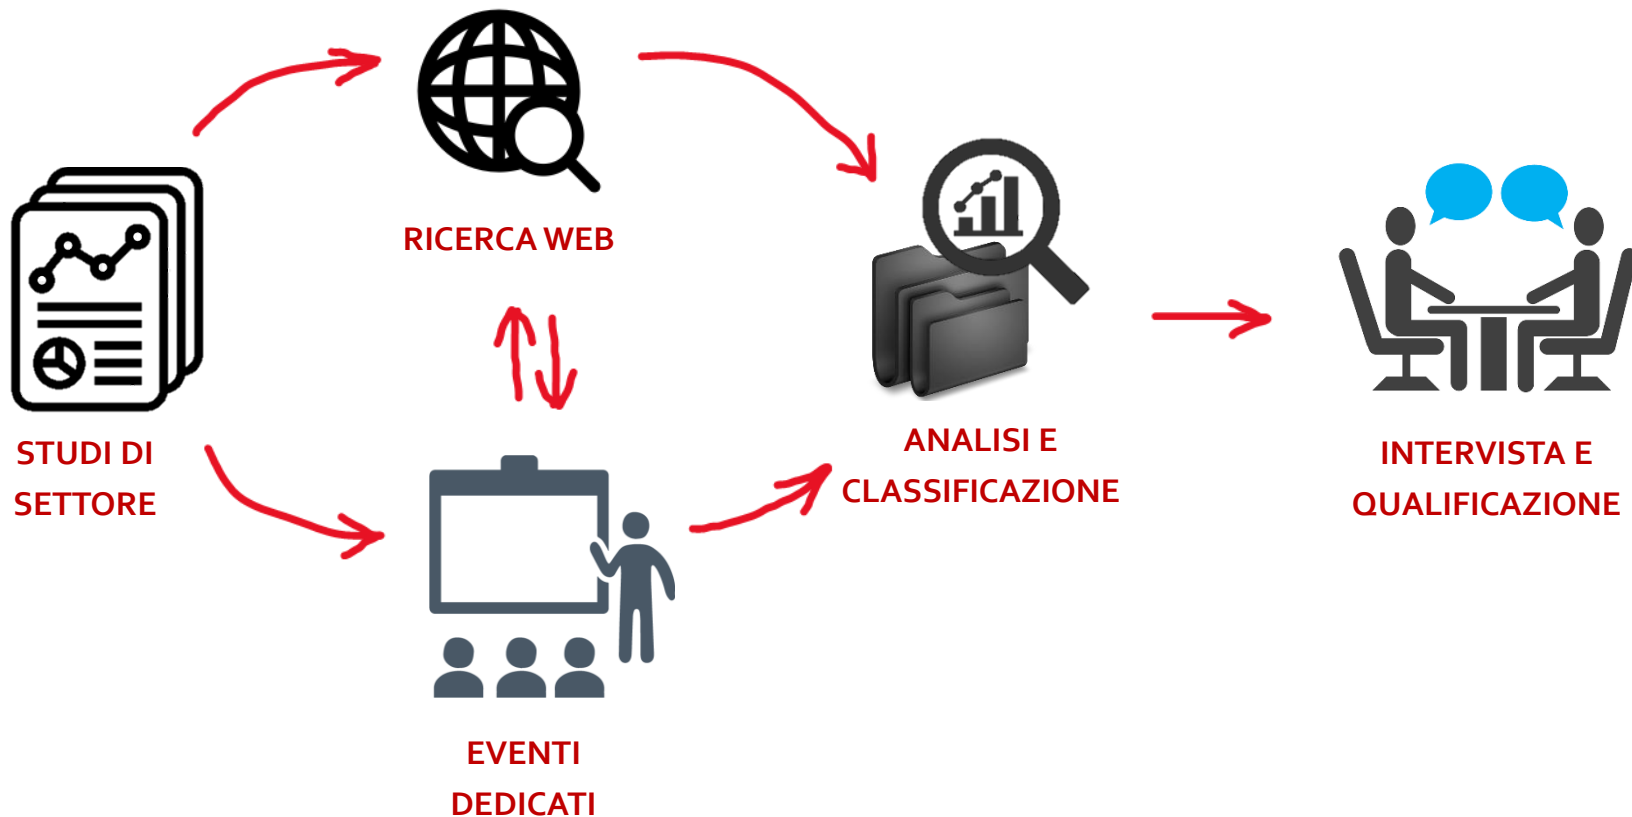 RICERCA WEB
STUDI DI
SETTORE
ANALISI E
CLASSIFICAZIONE
INTERVISTA E
QUALIFICAZIONE
EVENTI
DEDICATI